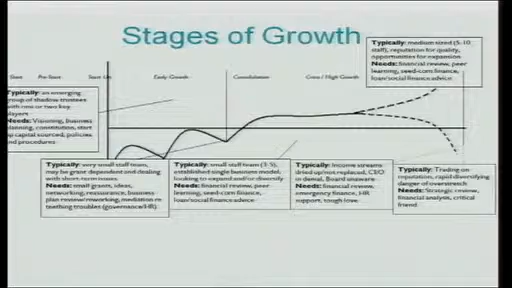 Stages of Growth
Typically: medium sized (5-10
staff), reputation for quality,
opportunities for expansion
Needs: financial review, peer
learning, seed-corn finance,
loan/social finance advice
Pre-Start
Start-Up
Early Growth
Consolidation
Crisis / High Growth
Typically: an emerging
group of shadow trustees
with one or two key
players
Needs: Visioning, business
planning, constitution, start
up capital sourced, policies
and procedures
Typically: very small staff team,
may be grant dependent and dealing
with short-term issues
Needs: small grants, ideas,
networking, reassurance, business
plan review/reworking, mediation re
teething troubles (governance/HR).
Typically: small staff team (3-5),
established single business model,
looking to expand and/or diversify
Needs: financial review, peer
learning, seed-corn finance,
loan/social finance advice
Typically: Income streams
dried up/not replaced, CEO
in denial, Board unaware
Needs: financial review,
emergency finance, HR
support, tough love.
Typically: Trading on
reputation, rapid diversifying
danger of overstretch
Needs: Strategic review,
financial analysis, critical
friend